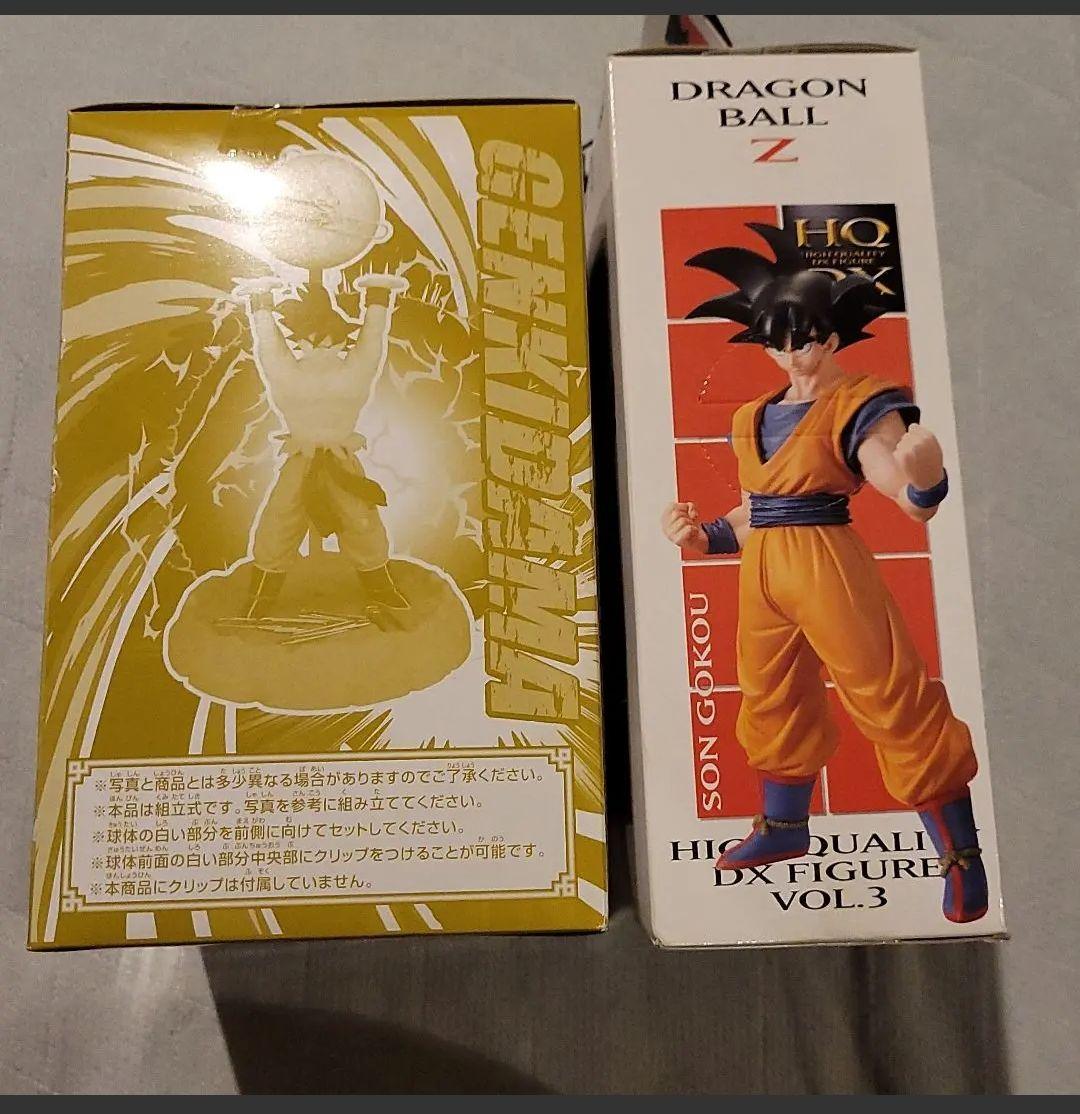 GENKIDAMA
※写真と商品とは多少異なる場合がありますのでご了承ください。
※本品は組立式です。写真を参考に組み立ててください。
※球体の白い部分を前側に向けてセットしてください。
※球体前面の白い部分中央部にクリップをつけることが可能です。
※本商品にクリップは付属していません。
DRAGON
BALL
Z
HQ
HIGH QUALITY
DX FIGURE
DX
SON GOKOU
HIG QUALI
DX FIGURE
VOL.3